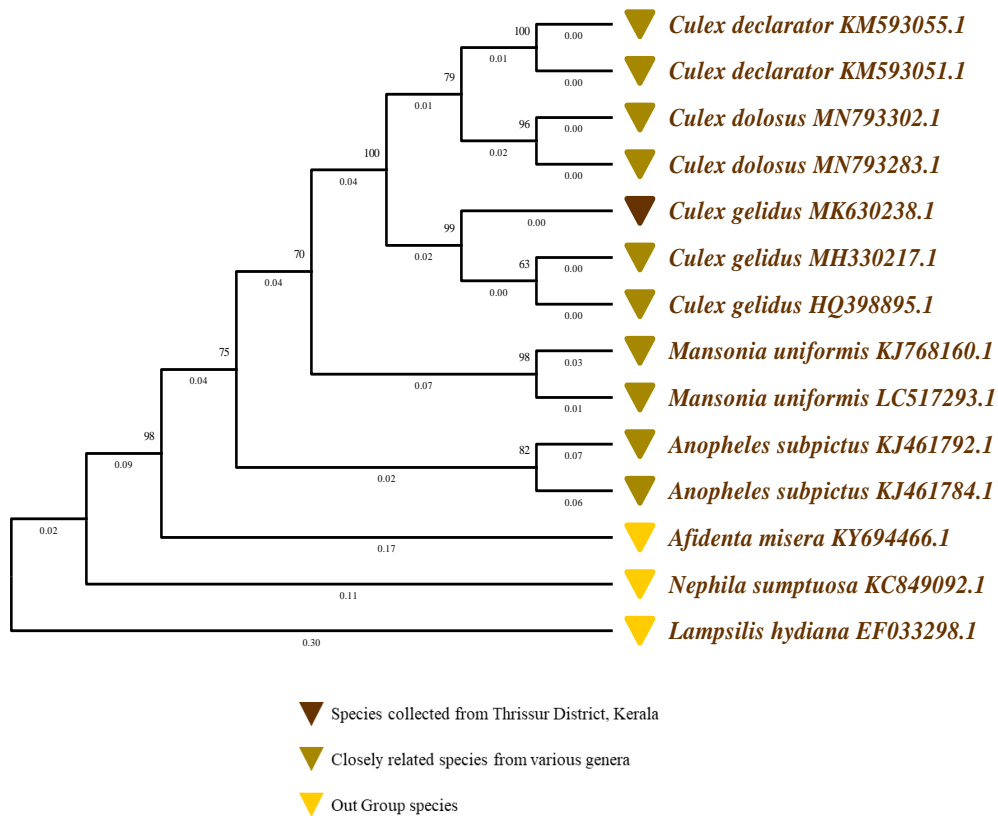 100
0.00
Culex declarator KM593055.1
0.01
79
0.00
Culex declarator KM593051.1
0.01
96
0.00
Culex dolosus MN793302.1
0.02
100
0.00
Culex dolosus MN793283.1
0.04
99
0.00
Culex gelidus MK630238.1
0.02
70
63
0.00
Culex gelidus MH330217.1
0.04
0.00
0.00
Culex gelidus HQ398895.1
75
98
0.03
Mansonia uniformis KJ768160.1
0.04
0.07
0.01
Mansonia uniformis LC517293.1
98
82
0.07
Anopheles subpictus KJ461792.1
0.09
0.02
0.06
Anopheles subpictus KJ461784.1
0.02
0.17
Afidenta misera KY694466.1
0.11
Nephila sumptuosa KC849092.1
0.30
Lampsilis hydiana EF033298.1
Species collected from Thrissur District, Kerala
Closely related species from various genera
Out Group species